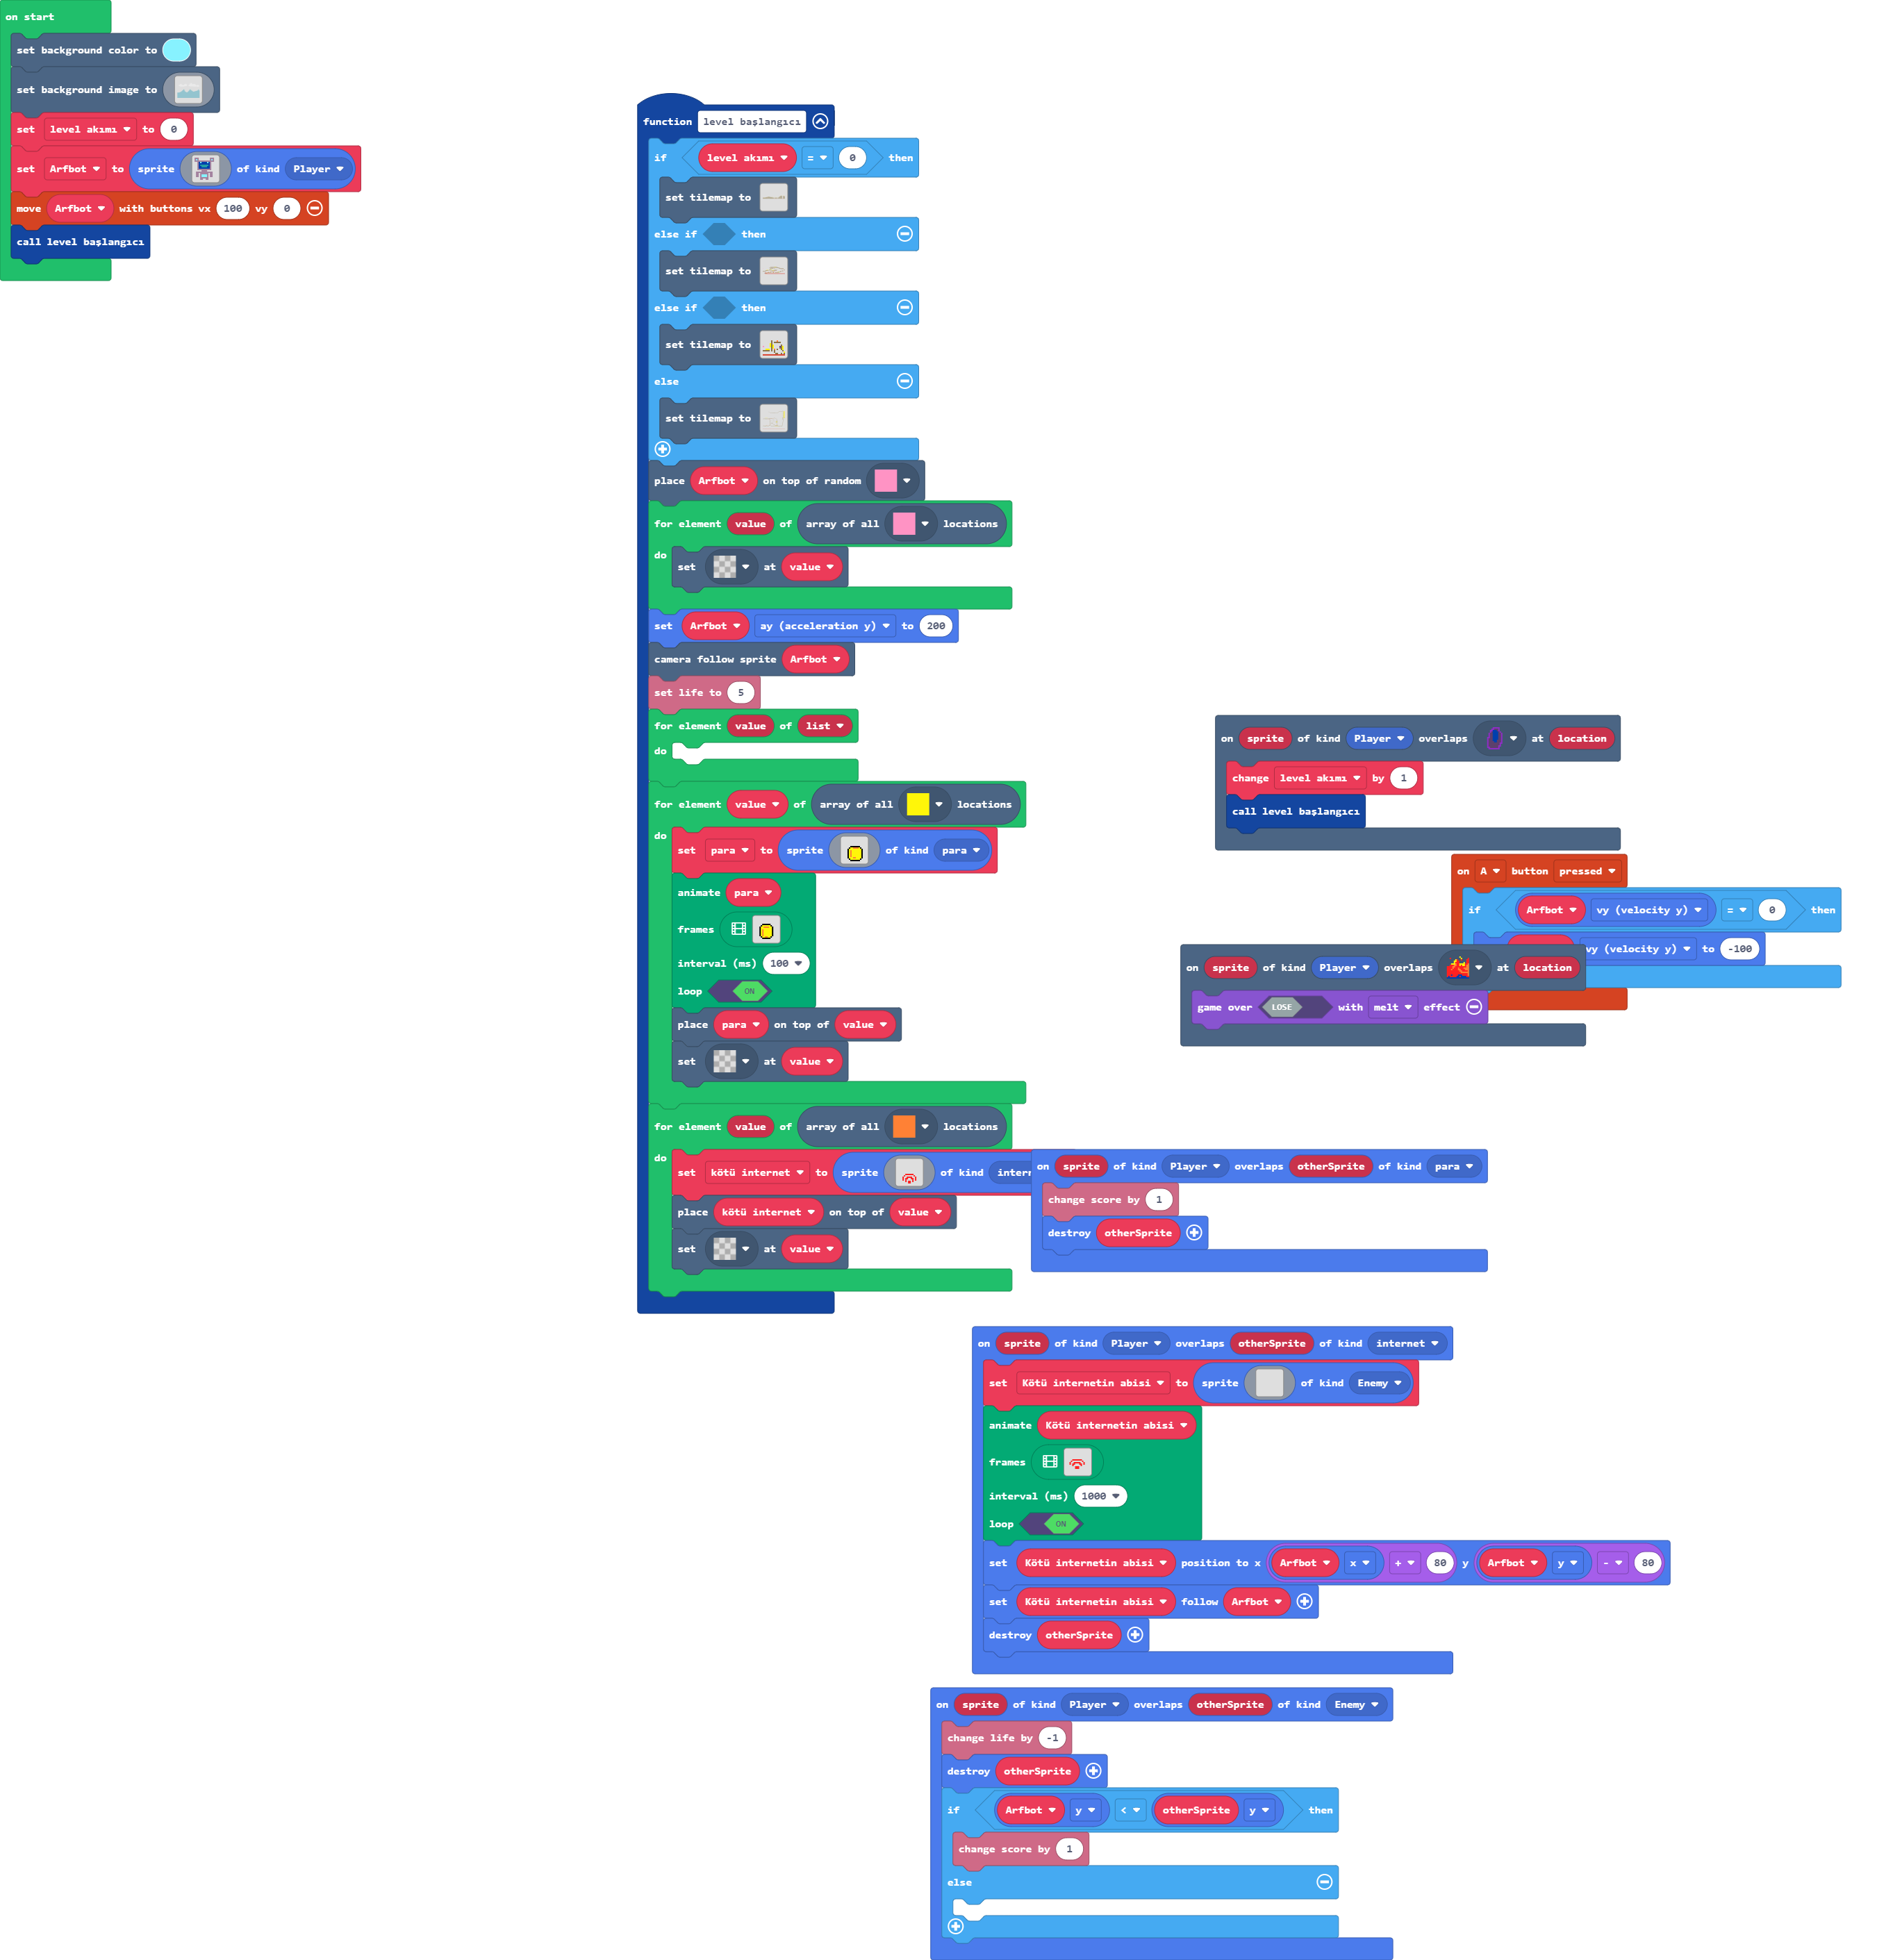 on start
set background color to
set background image to
set level akımı to 0
set Arfbot to sprite of kind Player
move Arfbot with buttons vx 100 vy 0
call level başlangıcı
function level başlangıcı
if level akımı = 0 then
set tilemap to
else if then
set tilemap to
else if then
set tilemap to
else
set tilemap to
place Arfbot on top of random
for element value of array of all locations
do
set at value
set Arfbot ay (acceleration y) to 200
camera follow sprite Arfbot
set life to 5
for element value of list
do
for element value of array of all locations
do
set para to sprite of kind para
animate para
frames
interval (ms) 100
loop ON
place para on top of value
set at value
for element value of array of all locations
do
set kötü internet to sprite of kind
place kötü internet on top of value
set at value
on sprite of kind Player overlaps at location
change level akımı by 1
call level başlangıcı
on A button pressed
if Arfbot vy (velocity y) = 0 then
vy (velocity y) to -100
on sprite of kind Player overlaps at location
game over LOSE with melt effect
on sprite of kind Player overlaps otherSprite of kind para
change score by 1
destroy otherSprite
on sprite of kind Player overlaps otherSprite of kind internet
set Kötü internetin abisi to sprite of kind Enemy
animate Kötü internetin abisi
frames
interval (ms) 1000
loop ON
set Kötü internetin abisi position to x Arfbot x + 80 y Arfbot y - 80
set Kötü internetin abisi follow Arfbot
destroy otherSprite
on sprite of kind Player overlaps otherSprite of kind Enemy
change life by -1
destroy otherSprite
if Arfbot y < otherSprite y then
change score by 1
else